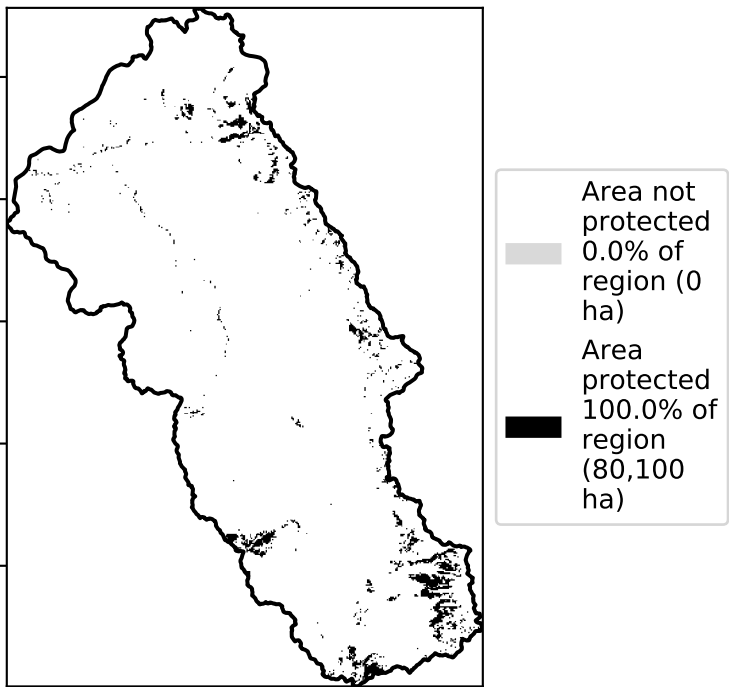 Area not
protected
0.0% of
region (0
ha)
Area
protected
100.0% of
region
(80,100
ha)